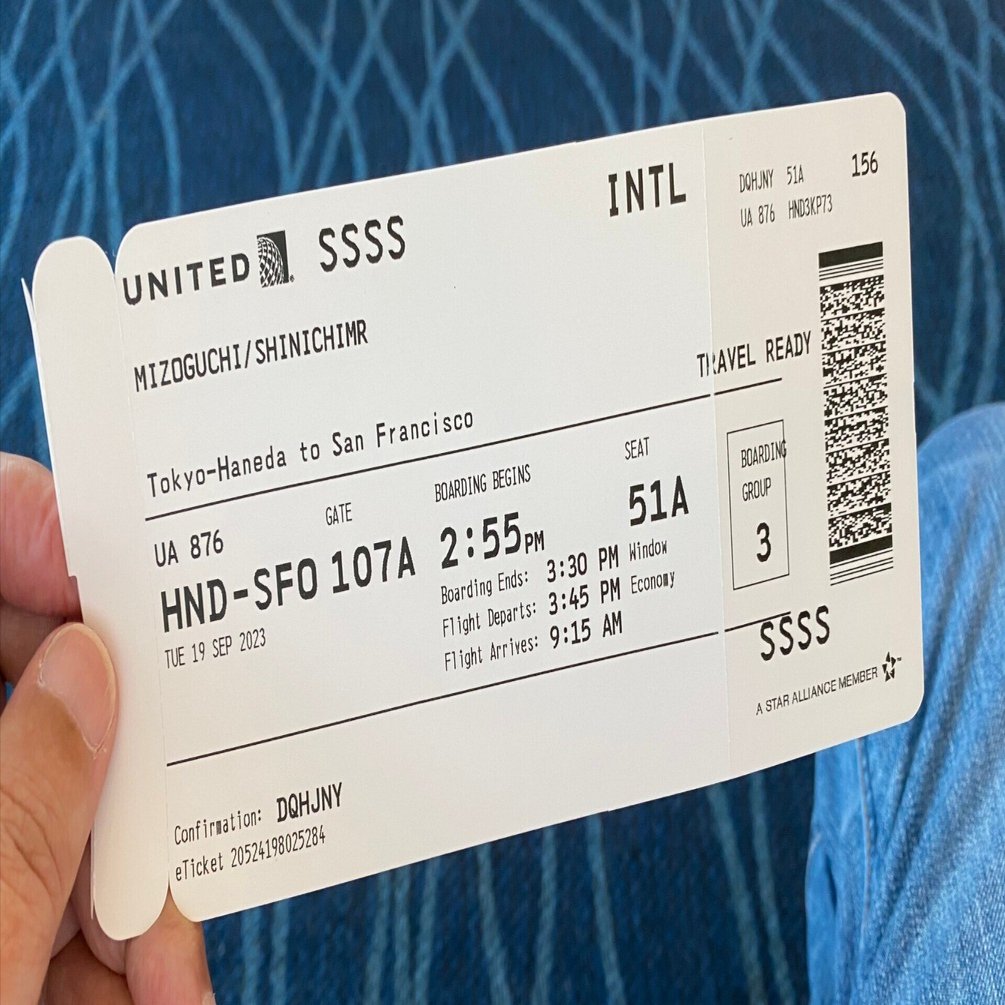 UNITED SSSS
INTL
MIZOGUCHI/SHINICHIMR
Tokyo-Haneda to San Francisco
UA 876
HND-SFO
TUE 19 SEP 2023
GATE
107A
BOARDING BEGINS
2:55PM
Boarding Ends: 3:30 PM
Flight Departs: 3:45 PM
Flight Arrives: 9:15 AM
SEAT
51A
Window
Economy
Confirmation: DQHJNY
eTicket 20524198025284
DQHJNY 51A 156
UA 876 HND3KP73
TRAVEL READY
BOARDING
GROUP
3
SSSS
A STAR ALLIANCE MEMBER